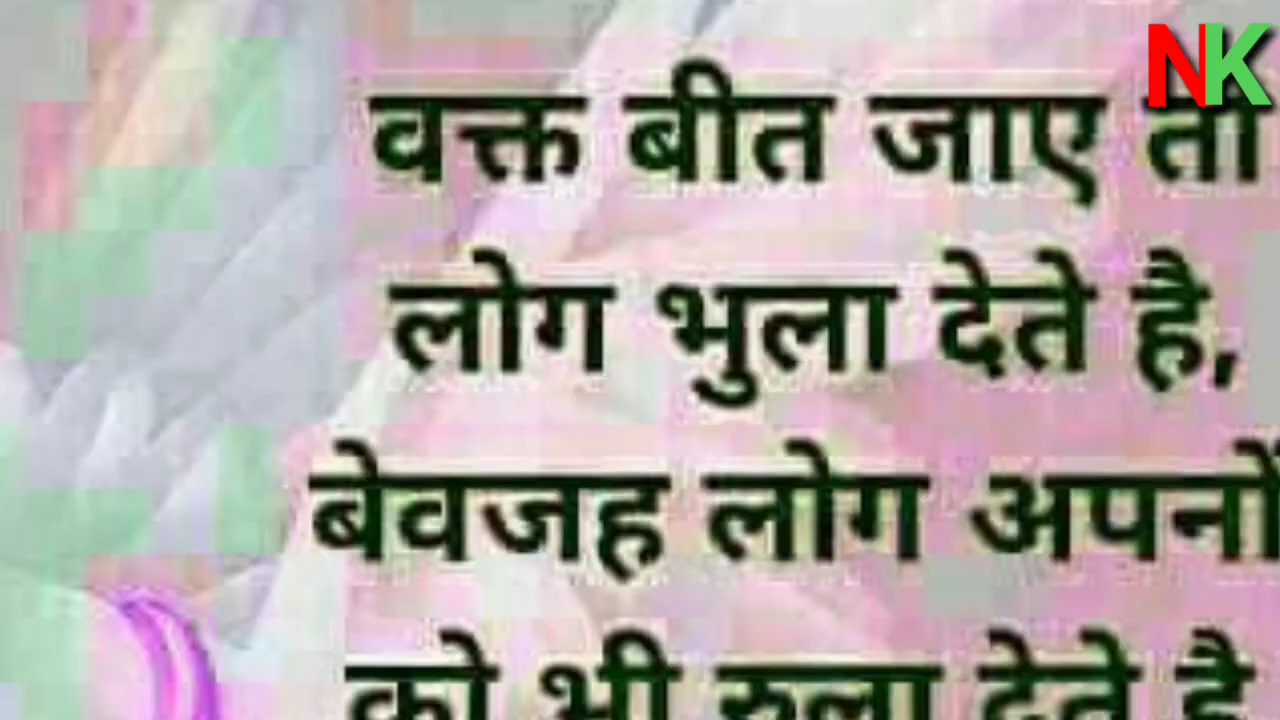 NK
वक्त बीत जाए तो
लोग भुला देते है,
बेवजह लोग अपनों
को भी रुला देते है